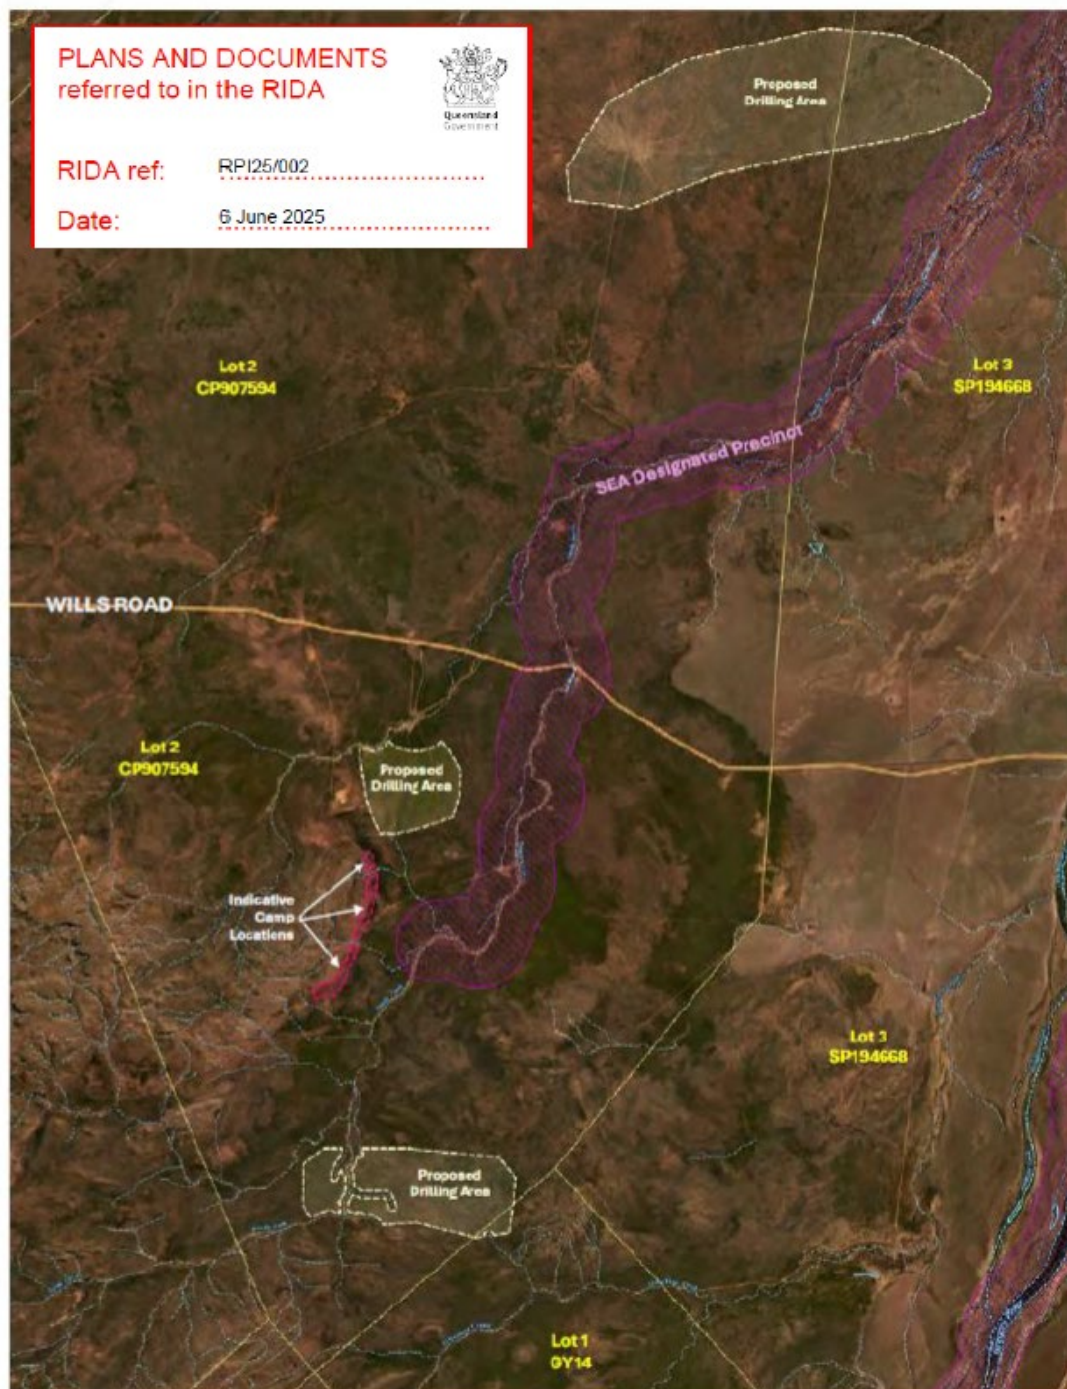 PLANS AND DOCUMENTS
referred to in the RIDA
Queensland
Government
RIDA ref: RPI25/002
Date: 6 June 2025
Proposed
Drilling Area
Lot 2
CP907594
Lot 3
SP194668
SEA Designated Precinct
WILLS ROAD
Lot 2
CP907594
Proposed
Drilling Area
Indicative
Camp
Locations
Lot 3
SP194668
Proposed
Drilling Area
Lot 1
GY14